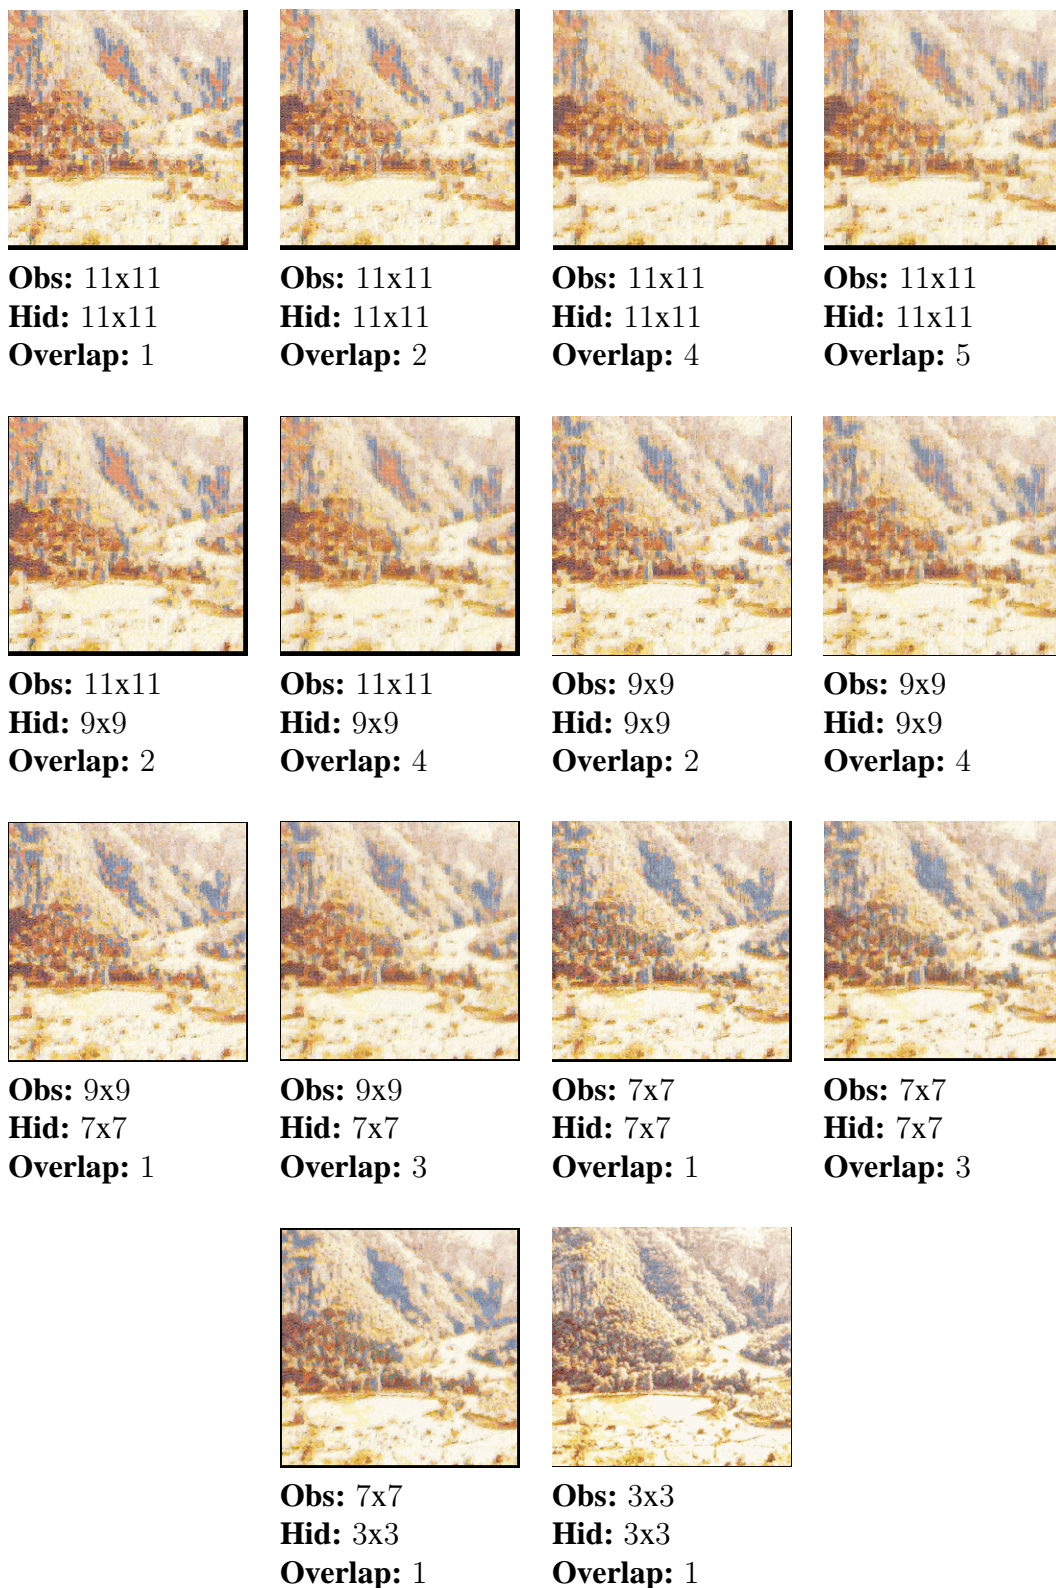 Obs: 11x11
Hid: 11x11
Overlap: 1
Obs: 11x11
Hid: 11x11
Overlap: 2
Obs: 11x11
Hid: 11x11
Overlap: 4
Obs: 11x11
Hid: 11x11
Overlap: 5
Obs: 11x11
Hid: 9x9
Overlap: 2
Obs: 11x11
Hid: 9x9
Overlap: 4
Obs: 9x9
Hid: 9x9
Overlap: 2
Obs: 9x9
Hid: 9x9
Overlap: 4
Obs: 9x9
Hid: 7x7
Overlap: 1
Obs: 9x9
Hid: 7x7
Overlap: 3
Obs: 7x7
Hid: 7x7
Overlap: 1
Obs: 7x7
Hid: 7x7
Overlap: 3
Obs: 7x7
Hid: 3x3
Overlap: 1
Obs: 3x3
Hid: 3x3
Overlap: 1